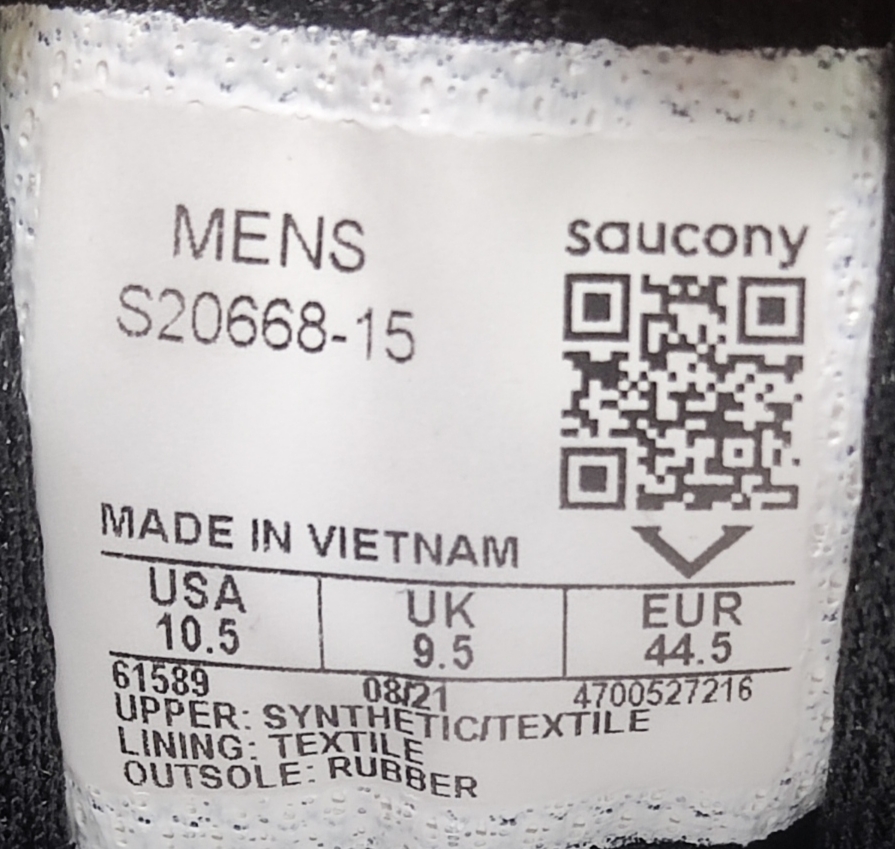 MENS
S20668-15
saucony
MADE IN VIETNAM
USA UK EUR
10.5 9.5 44.5
61589 08/21 4700527216
UPPER: SYNTHETIC/TEXTILE
LINING: TEXTILE
OUTSOLE: RUBBER